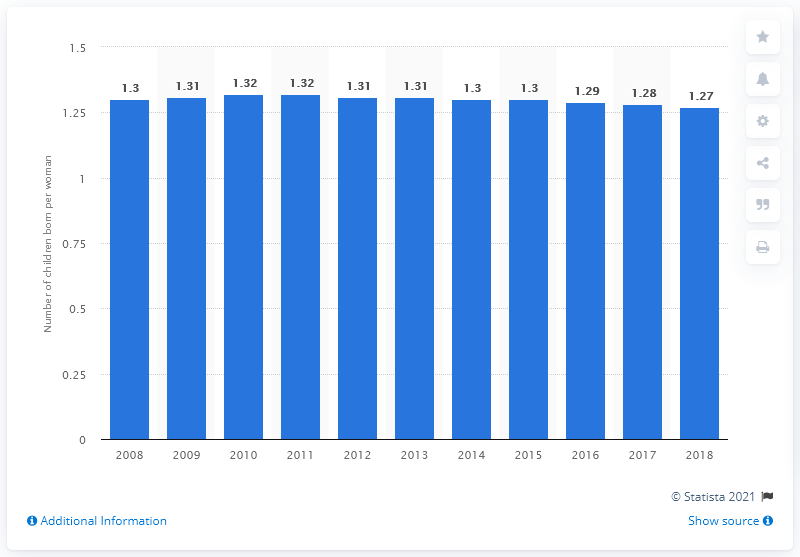 1.5
1.25
1
0.75
0.5
0.25
0
Number of children born per woman
1.3 1.31 1.32 1.32 1.31 1.31 1.3 1.3 1.29 1.28 1.27
2008 2009 2010 2011 2012 2013 2014 2015 2016 2017 2018
© Statista 2021
Additional Information Show source